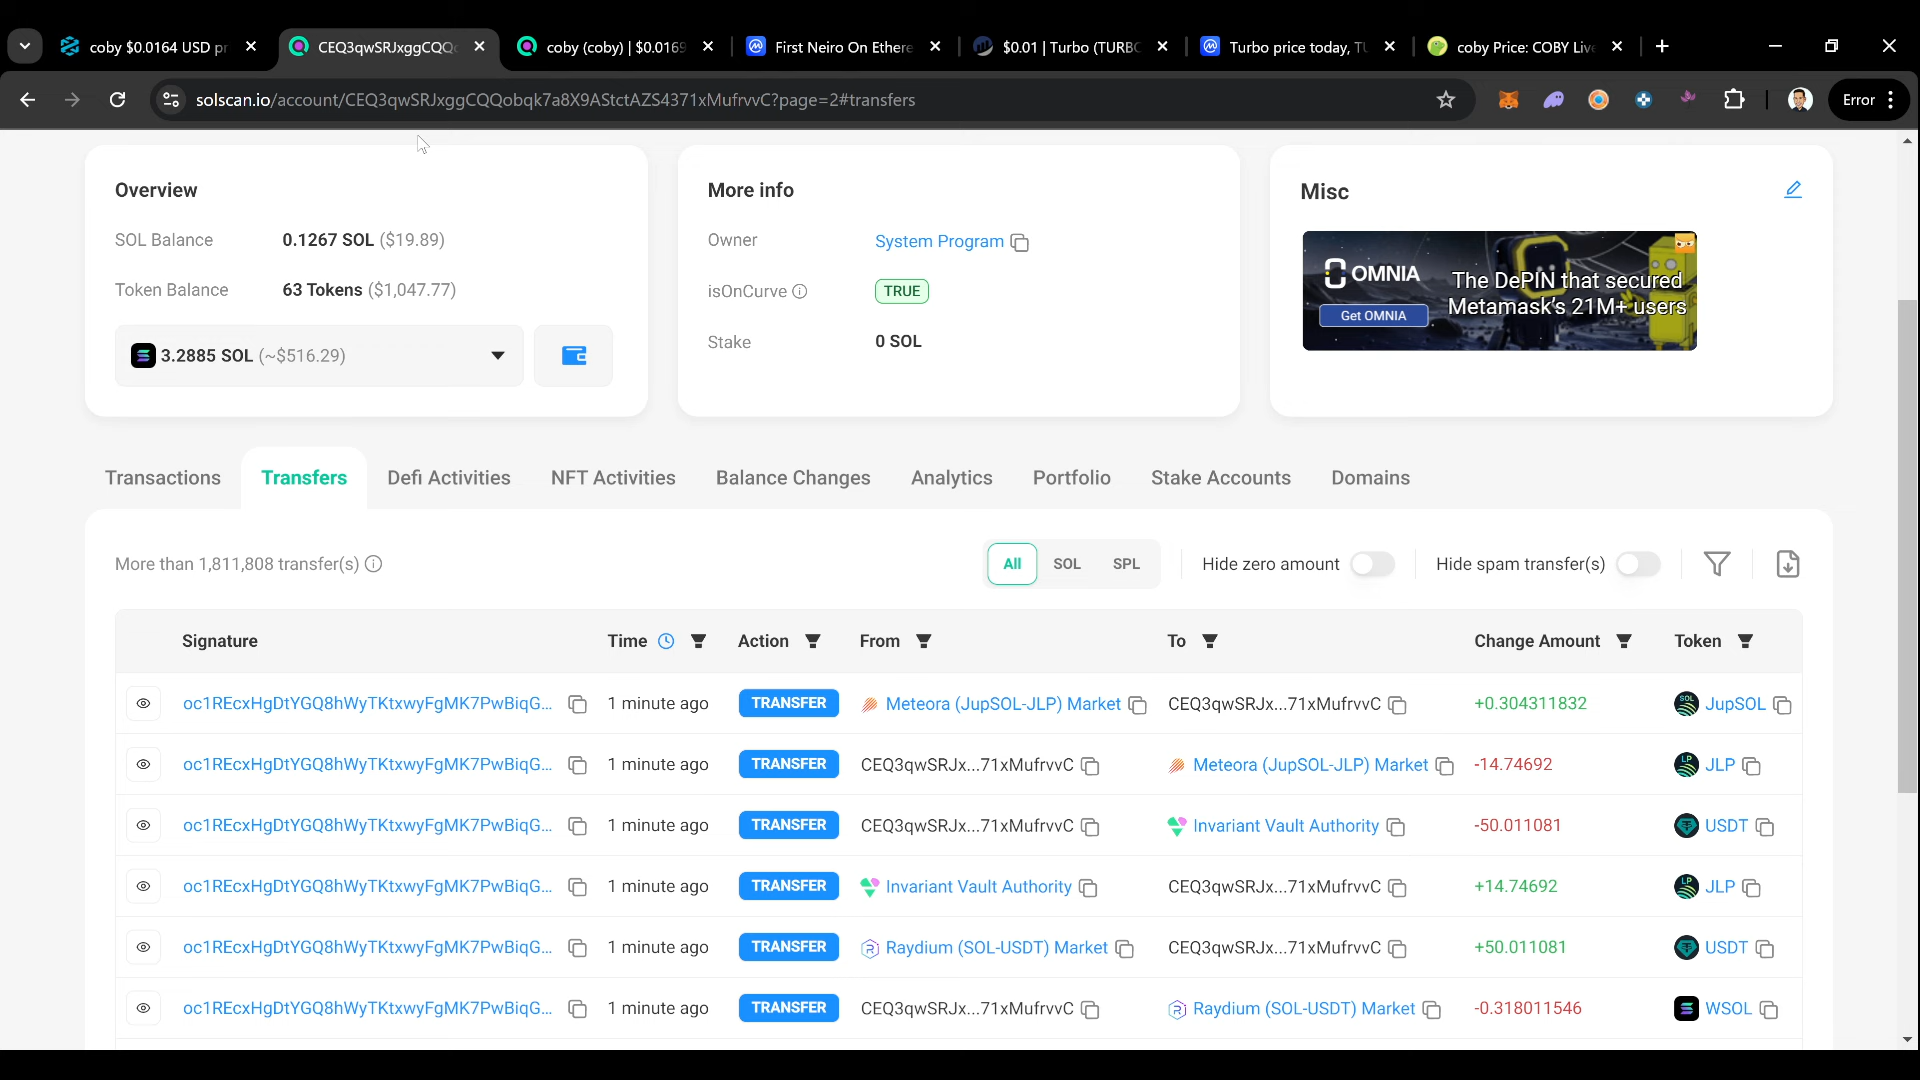 coby $0.0164 USD pr
CEQ3qwSRJxggCQQ
coby (coby) | $0.0169
First Neiro On Ethere
$0.01 | Turbo (TURBO
Turbo price today, TU
coby Price: COBY Live
solscan.io/account/CEQ3qwSRJxggCQQobqk7a8X9AStctAZS4371xMufrvvC?page=2#transfers
Error
Overview
SOL Balance 0.1267 SOL ($19.89)
Token Balance 63 Tokens ($1,047.77)
3.2885 SOL (~$516.29)
More info
Owner System Program
isOnCurve TRUE
Stake 0 SOL
Misc
OMNIA
Get OMNIA
The DePIN that secured
Metamask's 21M+ users
Transactions Transfers Defi Activities NFT Activities Balance Changes Analytics Portfolio Stake Accounts Domains
More than 1,811,808 transfer(s)
All SOL SPL Hide zero amount Hide spam transfer(s)
Signature Time Action From To Change Amount Token
oc1REcxHgDtYGQ8hWyTKtxwyFgMK7PwBiqG... 1 minute ago TRANSFER Meteora (JupSOL-JLP) Market CEQ3qwSRJx...71xMufrvvC +0.304311832 JupSOL
oc1REcxHgDtYGQ8hWyTKtxwyFgMK7PwBiqG... 1 minute ago TRANSFER CEQ3qwSRJx...71xMufrvvC Meteora (JupSOL-JLP) Market -14.74692 JLP
oc1REcxHgDtYGQ8hWyTKtxwyFgMK7PwBiqG... 1 minute ago TRANSFER CEQ3qwSRJx...71xMufrvvC Invariant Vault Authority -50.011081 USDT
oc1REcxHgDtYGQ8hWyTKtxwyFgMK7PwBiqG... 1 minute ago TRANSFER Invariant Vault Authority CEQ3qwSRJx...71xMufrvvC +14.74692 JLP
oc1REcxHgDtYGQ8hWyTKtxwyFgMK7PwBiqG... 1 minute ago TRANSFER Raydium (SOL-USDT) Market CEQ3qwSRJx...71xMufrvvC +50.011081 USDT
oc1REcxHgDtYGQ8hWyTKtxwyFgMK7PwBiqG... 1 minute ago TRANSFER CEQ3qwSRJx...71xMufrvvC Raydium (SOL-USDT) Market -0.318011546 WSOL